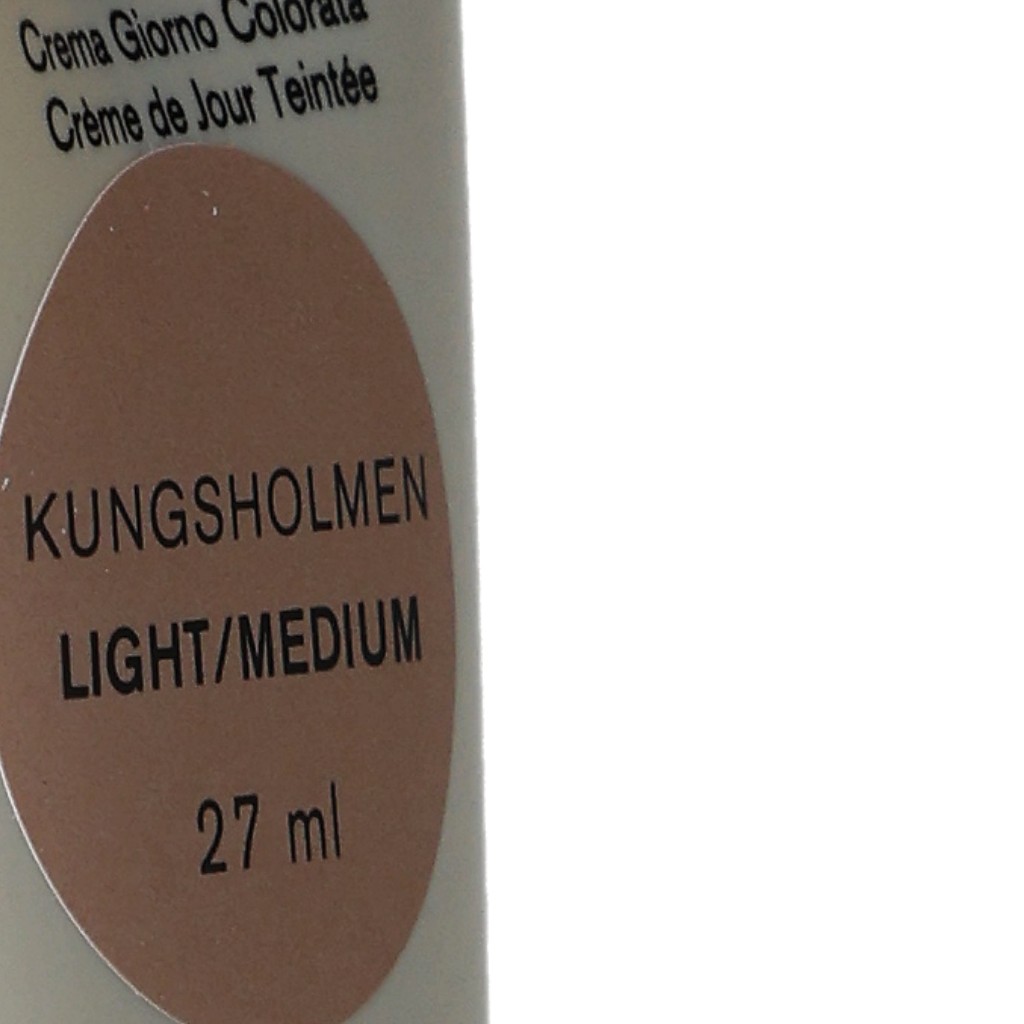 Crema Giorno Colorata
Crème de Jour Teintée
KUNGSHOLMEN
LIGHT/MEDIUM
27 ml